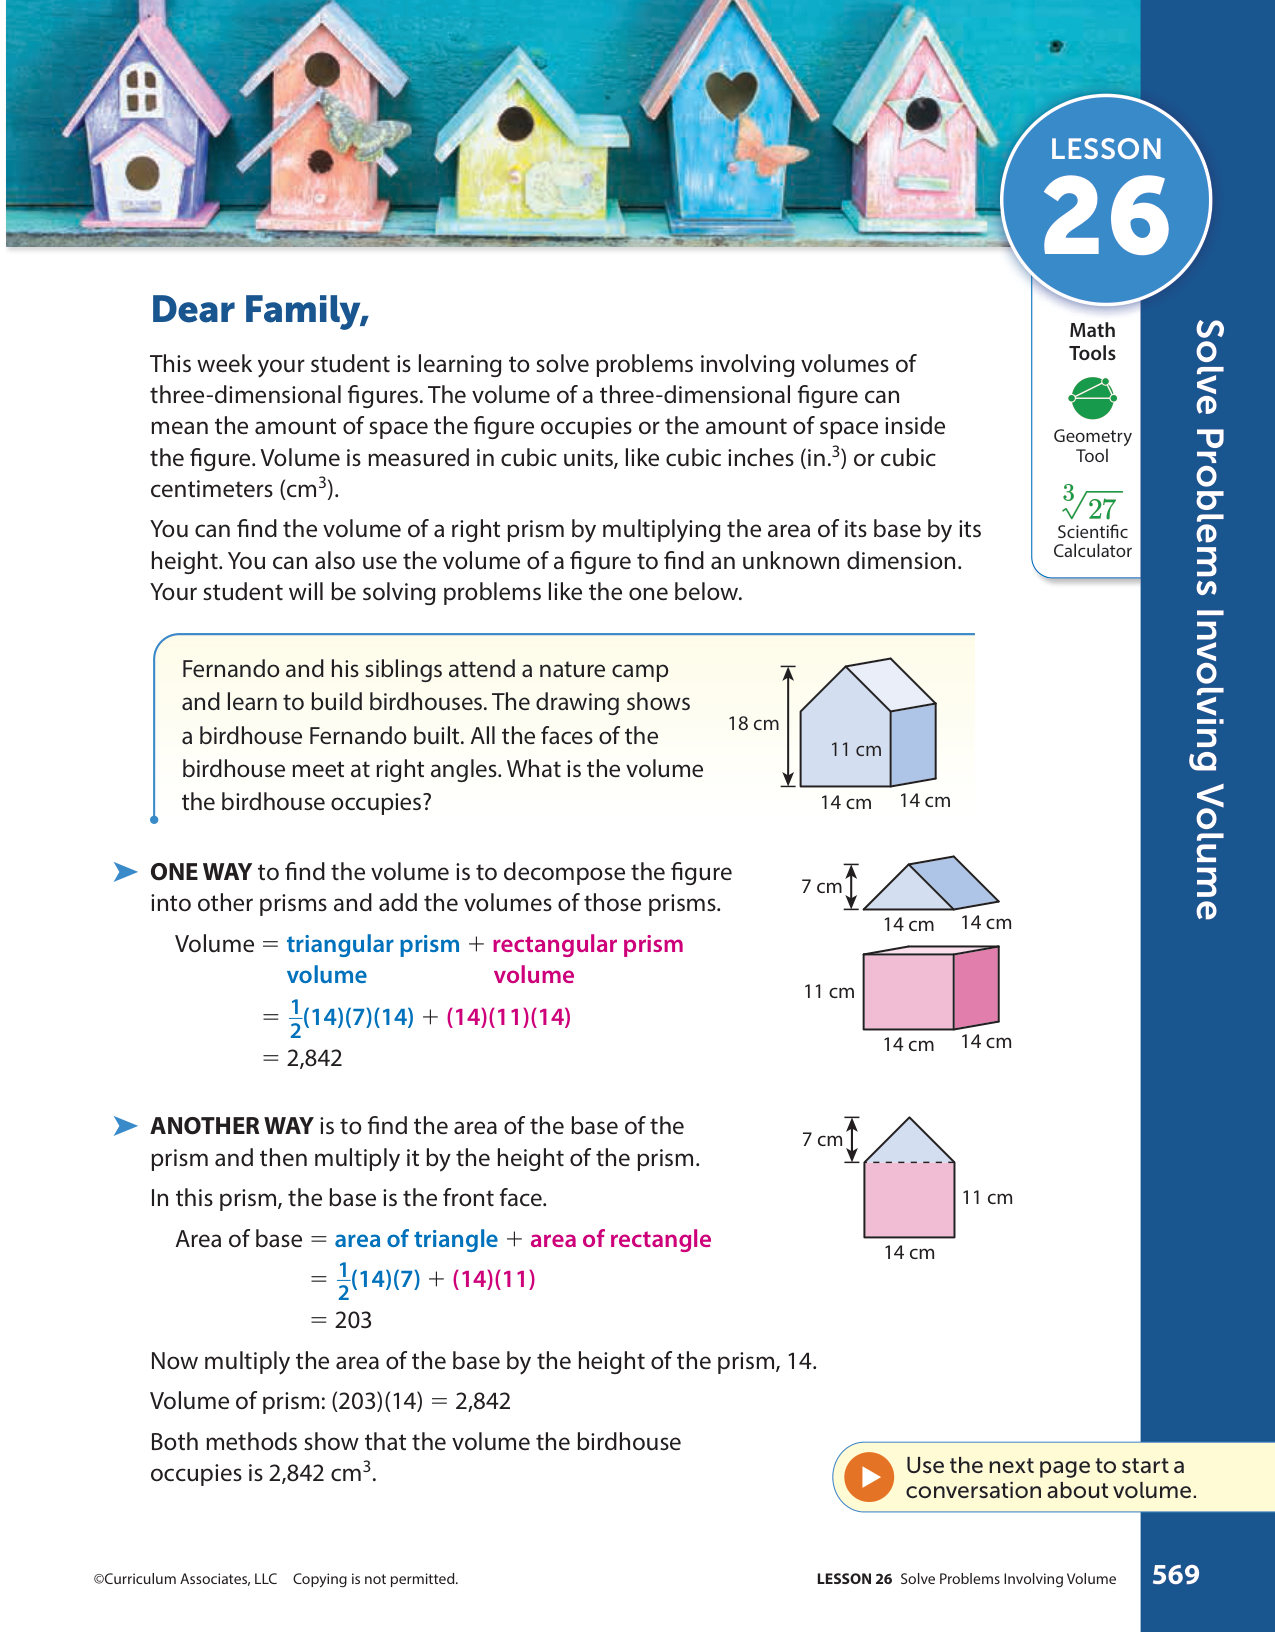 LESSON
26
Solve Problems Involving Volume
Math
Tools
Geometry
Tool
∛27
Scientific
Calculator
Dear Family,
This week your student is learning to solve problems involving volumes of
three-dimensional figures. The volume of a three-dimensional figure can
mean the amount of space the figure occupies or the amount of space inside
the figure. Volume is measured in cubic units, like cubic inches (in.³) or cubic
centimeters (cm³).
You can find the volume of a right prism by multiplying the area of its base by its
height. You can also use the volume of a figure to find an unknown dimension.
Your student will be solving problems like the one below.
Fernando and his siblings attend a nature camp
and learn to build birdhouses. The drawing shows
a birdhouse Fernando built. All the faces of the
birdhouse meet at right angles. What is the volume
the birdhouse occupies?
18 cm
11 cm
14 cm 14 cm
ONE WAY to find the volume is to decompose the figure
into other prisms and add the volumes of those prisms.
Volume = triangular prism + rectangular prism
volume volume
= 1/2(14)(7)(14) + (14)(11)(14)
= 2,842
7 cm
14 cm 14 cm
11 cm
14 cm 14 cm
ANOTHER WAY is to find the area of the base of the
prism and then multiply it by the height of the prism.
In this prism, the base is the front face.
Area of base = area of triangle + area of rectangle
= 1/2(14)(7) + (14)(11)
= 203
7 cm
11 cm
14 cm
Now multiply the area of the base by the height of the prism, 14.
Volume of prism: (203)(14) = 2,842
Both methods show that the volume the birdhouse
occupies is 2,842 cm³.
Use the next page to start a
conversation about volume.
©Curriculum Associates, LLC Copying is not permitted.
LESSON 26 Solve Problems Involving Volume
569